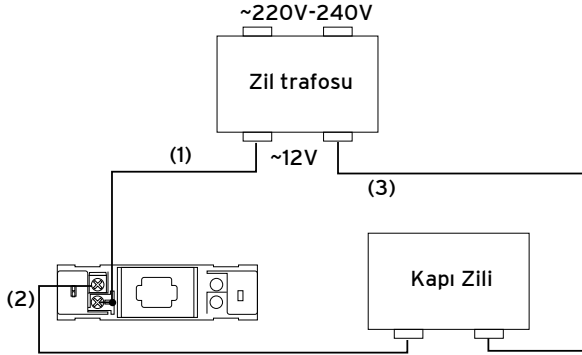 ~220V-240V
Zil trafosu
(1)
~12V
(3)
(2)
Kapı Zili